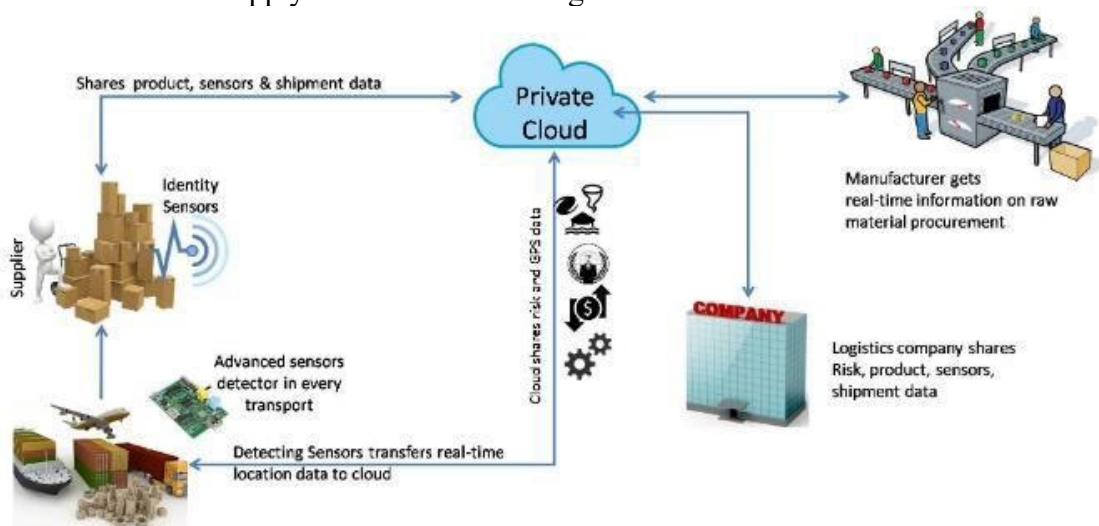 Shares product, sensors & shipment data
Private
Cloud
Identity
Sensors
Supplier
Manufacturer gets
real-time information on raw
material procurement
Cloud shares risk and GPS data
COMPANY
Advanced sensors
detector in every
transport
Logistics company shares
Risk, product, sensors,
shipment data
Detecting Sensors transfers real-time
location data to cloud